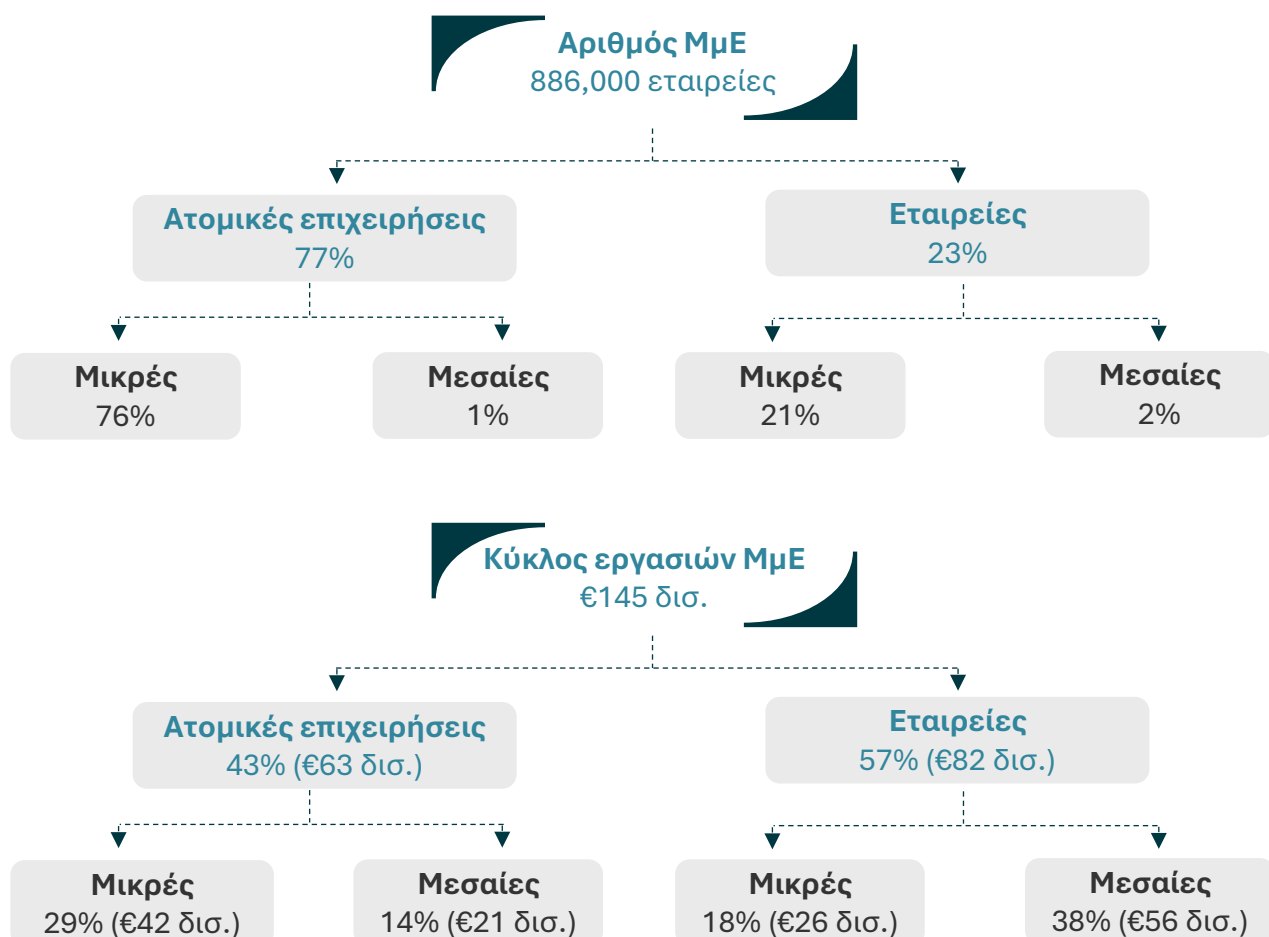 Αριθμός ΜμΕ
886,000 εταιρείες
Ατομικές επιχειρήσεις
77%
Εταιρείες
23%
Μικρές
76%
Μεσαίες
1%
Μικρές
21%
Μεσαίες
2%
Κύκλος εργασιών ΜμΕ
€145 δισ.
Ατομικές επιχειρήσεις
43% (€63 δισ.)
Εταιρείες
57% (€82 δισ.)
Μικρές
29% (€42 δισ.)
Μεσαίες
14% (€21 δισ.)
Μικρές
18% (€26 δισ.)
Μεσαίες
38% (€56 δισ.)